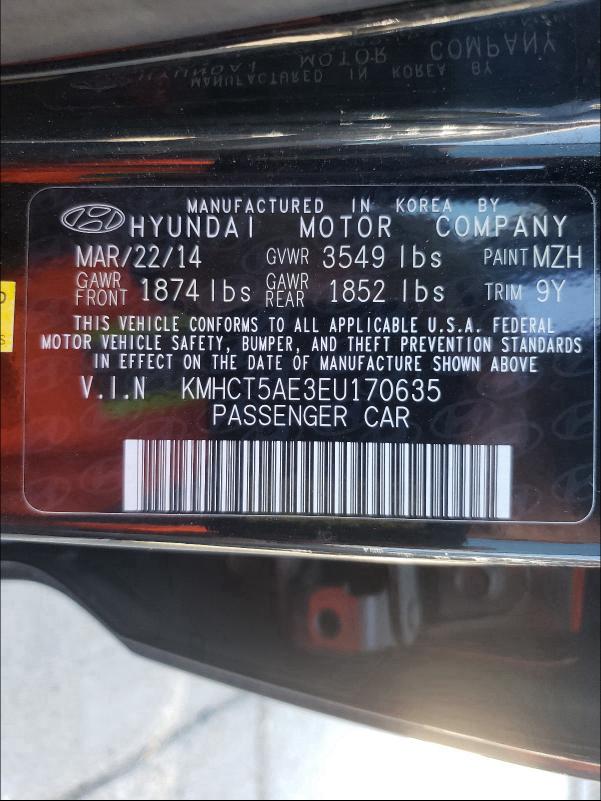 MANUFACTURED IN KOREA BY
HYUNDAI MOTOR COMPANY
MAR/22/14 GVWR 3549 lbs PAINT MZH
GAWR FRONT 1874 lbs GAWR REAR 1852 lbs TRIM 9Y
THIS VEHICLE CONFORMS TO ALL APPLICABLE U.S.A. FEDERAL
MOTOR VEHICLE SAFETY, BUMPER, AND THEFT PREVENTION STANDARDS
IN EFFECT ON THE DATE OF MANUFACTURE SHOWN ABOVE
V.I.N KMHCT5AE3EU170635
PASSENGER CAR